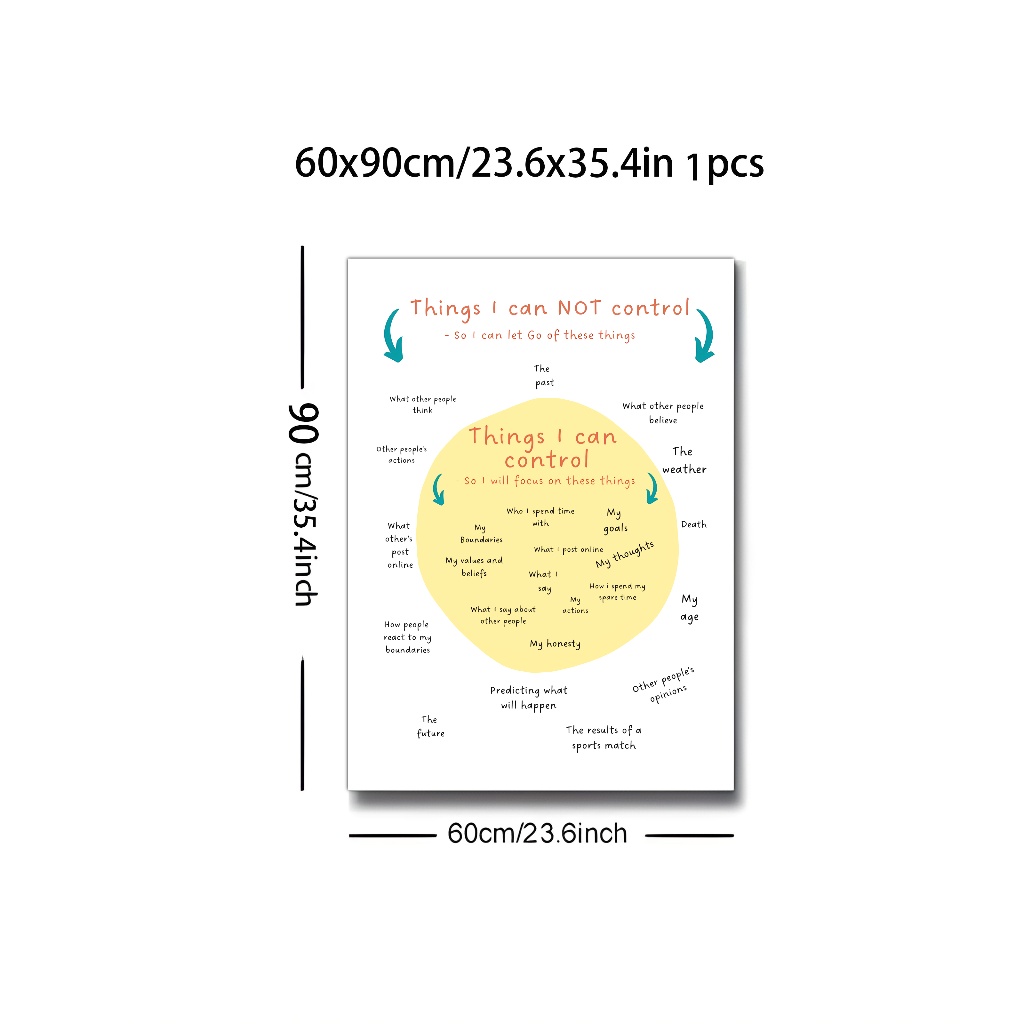 60x90cm/23.6x35.4in 1pcs
90 cm/35.4inch
Things I can NOT control
- So I can let Go of these things
The
past
What other people
think
What other people
believe
Other people's
actions
The
weather
What
other's
post
online
Death
My
age
How people
react to my
boundaries
Things I can
control
So I will focus on these things
Who I spend time
with
My
goals
My
Boundaries
What I post online
My thoughts
My values and
beliefs
What I
say
How i spend my
spare time
My
actions
What I say about
other people
My honesty
Predicting what
will happen
Other people's
opinions
The
future
The results of a
sports match
60cm/23.6inch